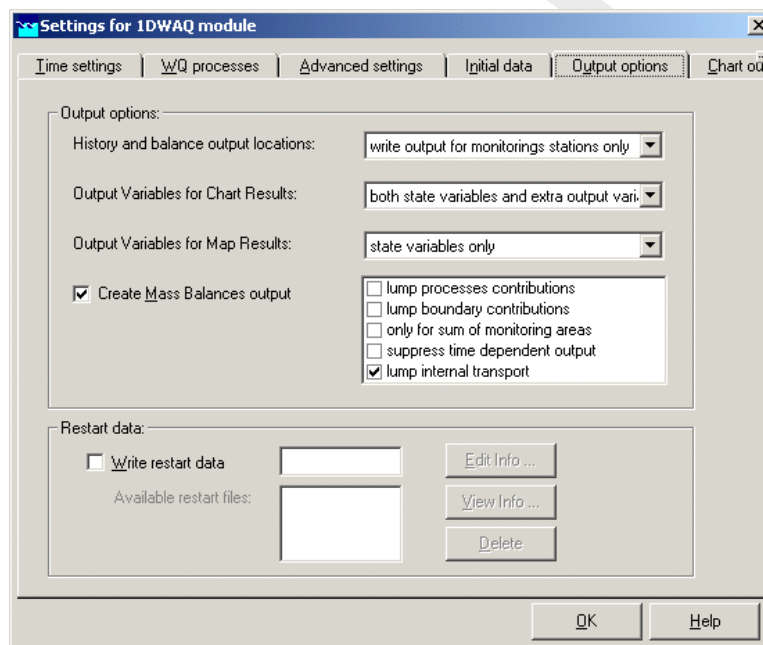 Settings for 1DWAQ module
Time settings
WQ processes
Advanced settings
Initial data
Output options
Chart ou
Output options:
History and balance output locations:
write output for monitorings stations only
Output Variables for Chart Results:
both state variables and extra output vari
Output Variables for Map Results:
state variables only
Create Mass Balances output
lump processes contributions
lump boundary contributions
only for sum of monitoring areas
suppress time dependent output
lump internal transport
Restart data:
Write restart data
Edit Info ...
Available restart files:
View Info ...
Delete
OK
Help